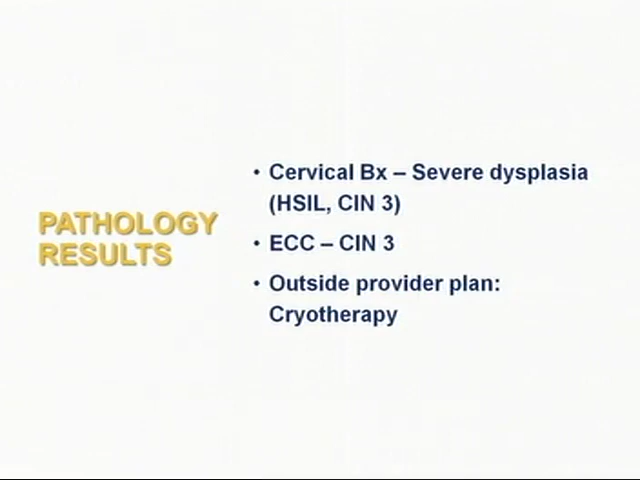 PATHOLOGY
RESULTS
• Cervical Bx – Severe dysplasia
(HSIL, CIN 3)
• ECC – CIN 3
• Outside provider plan:
Cryotherapy